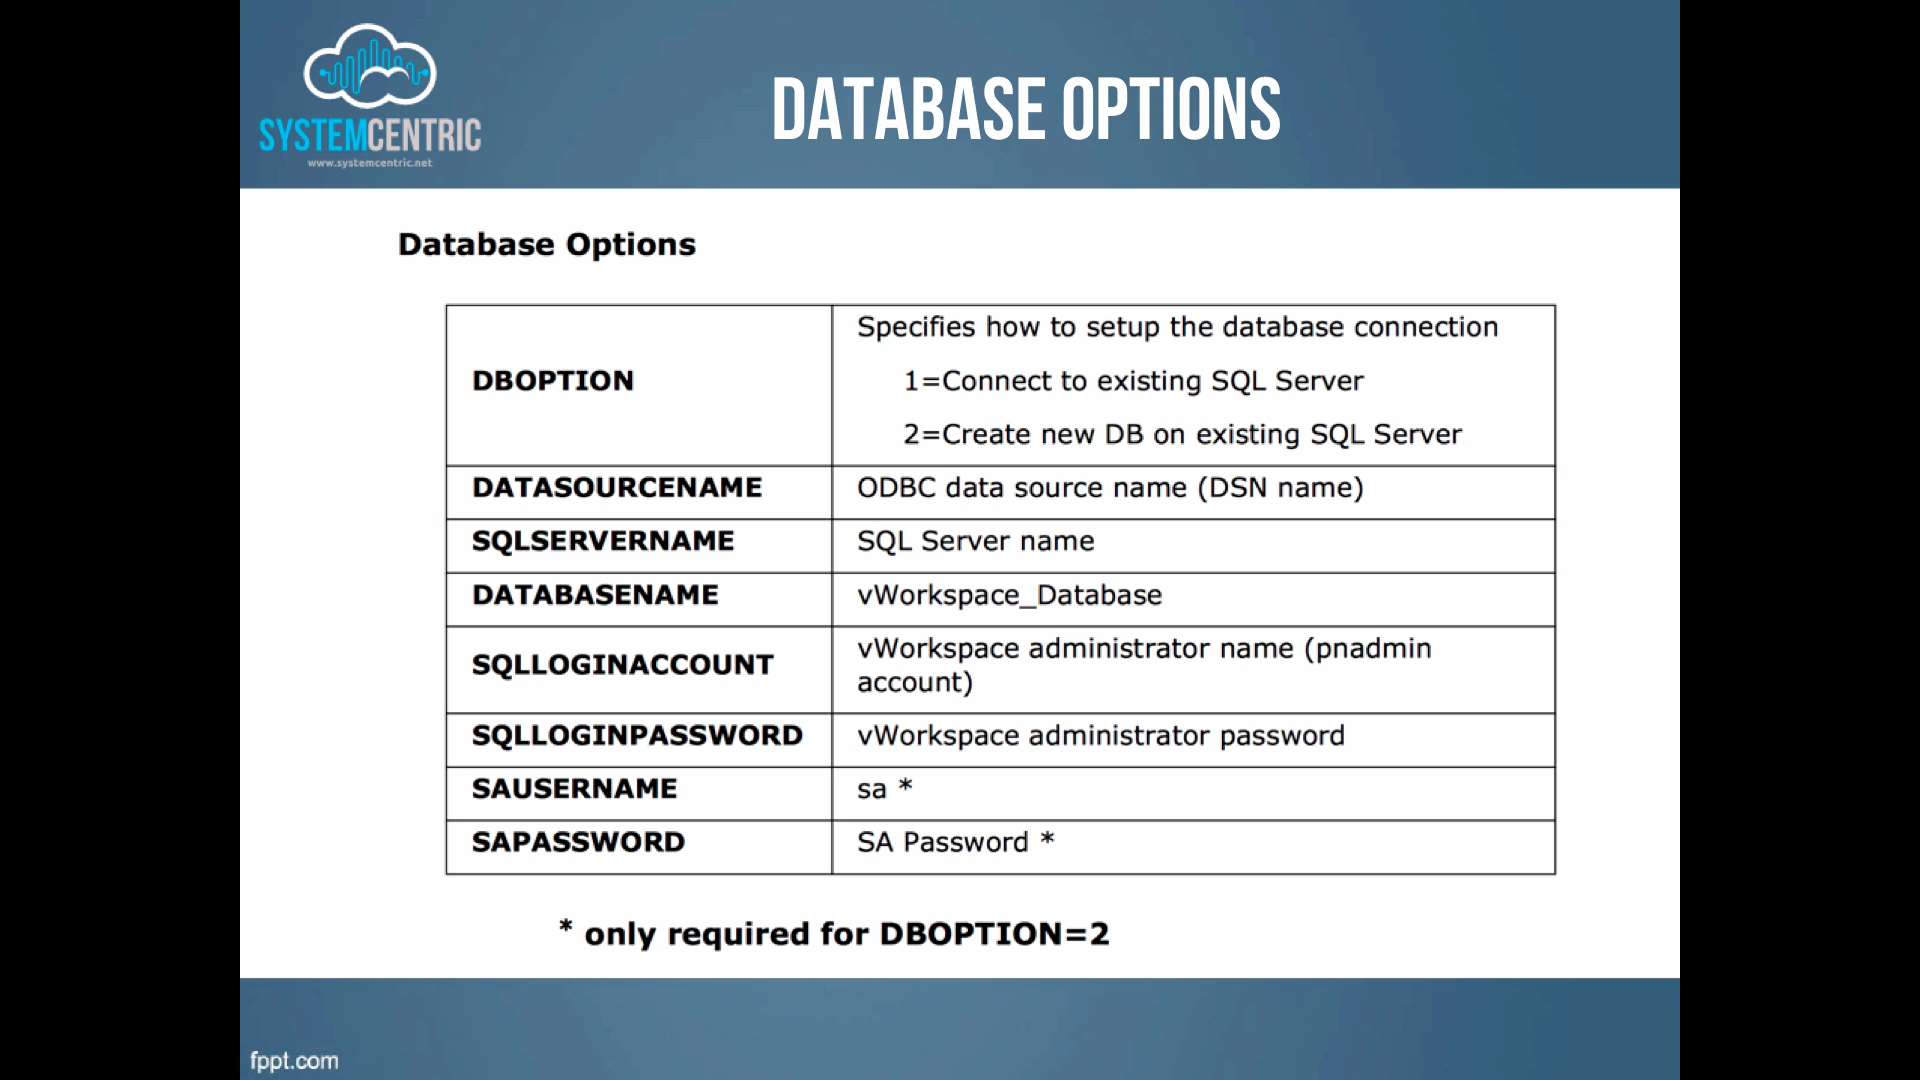 SYSTEMCENTRIC
www.systemcentric.net
DATABASE OPTIONS
Database Options
DBOPTION
Specifies how to setup the database connection
1=Connect to existing SQL Server
2=Create new DB on existing SQL Server
DATASOURCENAME ODBC data source name (DSN name)
SQLSERVERNAME SQL Server name
DATABASENAME vWorkspace_Database
SQLLOGINACCOUNT vWorkspace administrator name (pnadmin
account)
SQLLOGINPASSWORD vWorkspace administrator password
SAUSERNAME sa *
SAPASSWORD SA Password *
* only required for DBOPTION=2
fppt.com